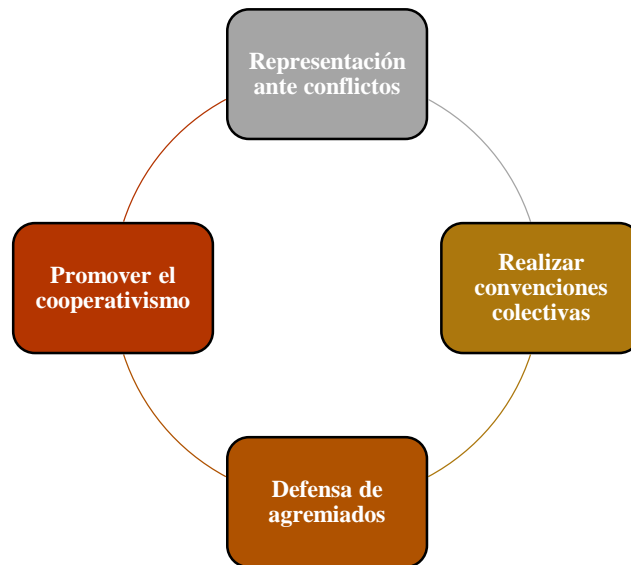 Representación
ante conflictos
Realizar
convenciones
colectivas
Defensa de
agremiados
Promover el
cooperativismo